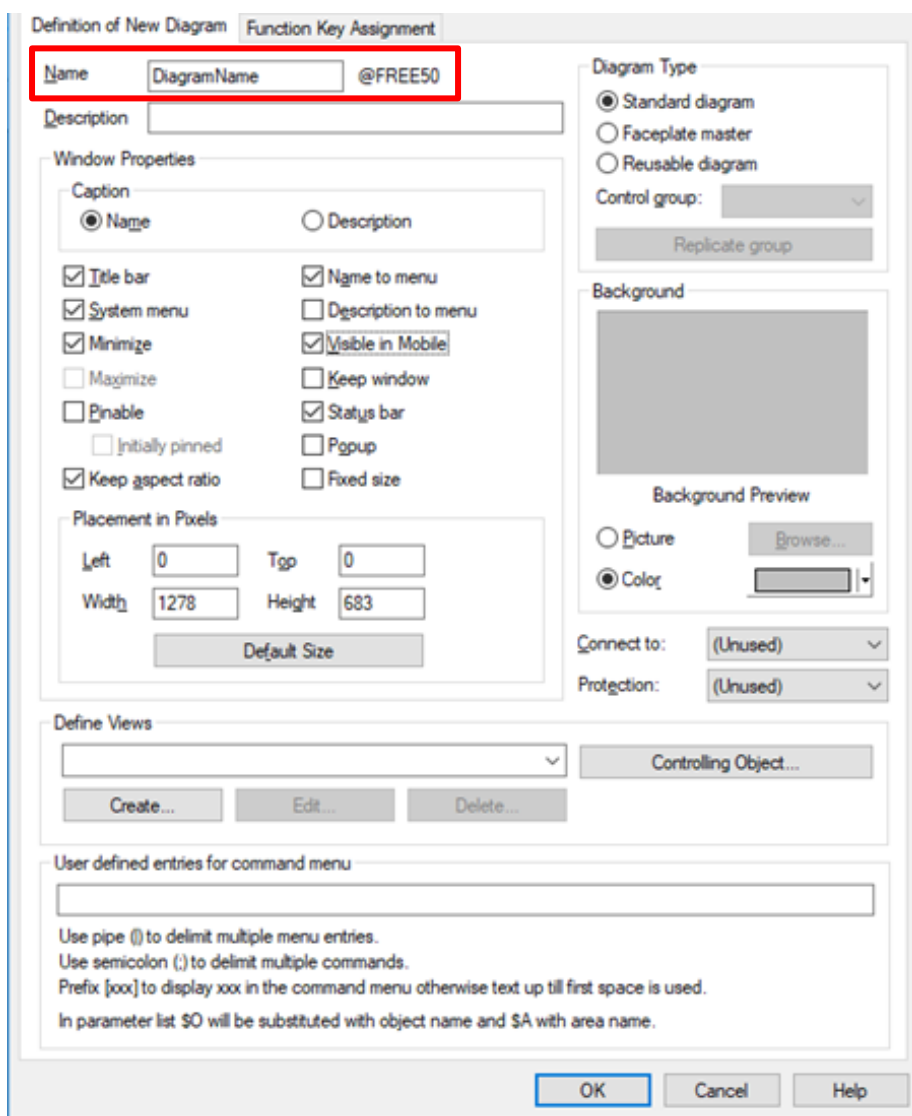 Definition of New Diagram Function Key Assignment
Name DiagramName @FREE50
Description
Window Properties
Caption
Name Description
Title bar Name to menu
System menu Description to menu
Minimize Visible in Mobile
Maximize Keep window
Pinable Status bar
Initially pinned Popup
Keep aspect ratio Fixed size
Placement in Pixels
Left 0 Top 0
Width 1278 Height 683
Default Size
Diagram Type
Standard diagram
Faceplate master
Reusable diagram
Control group:
Replicate group
Background
Background Preview
Picture Browse...
Color
Connect to: (Unused)
Protection: (Unused)
Define Views
Controlling Object...
Create... Edit... Delete...
User defined entries for command menu
Use pipe (|) to delimit multiple menu entries.
Use semicolon (;) to delimit multiple commands.
Prefix [xxx] to display xxx in the command menu otherwise text up till first space is used.
In parameter list $O will be substituted with object name and $A with area name.
OK Cancel Help